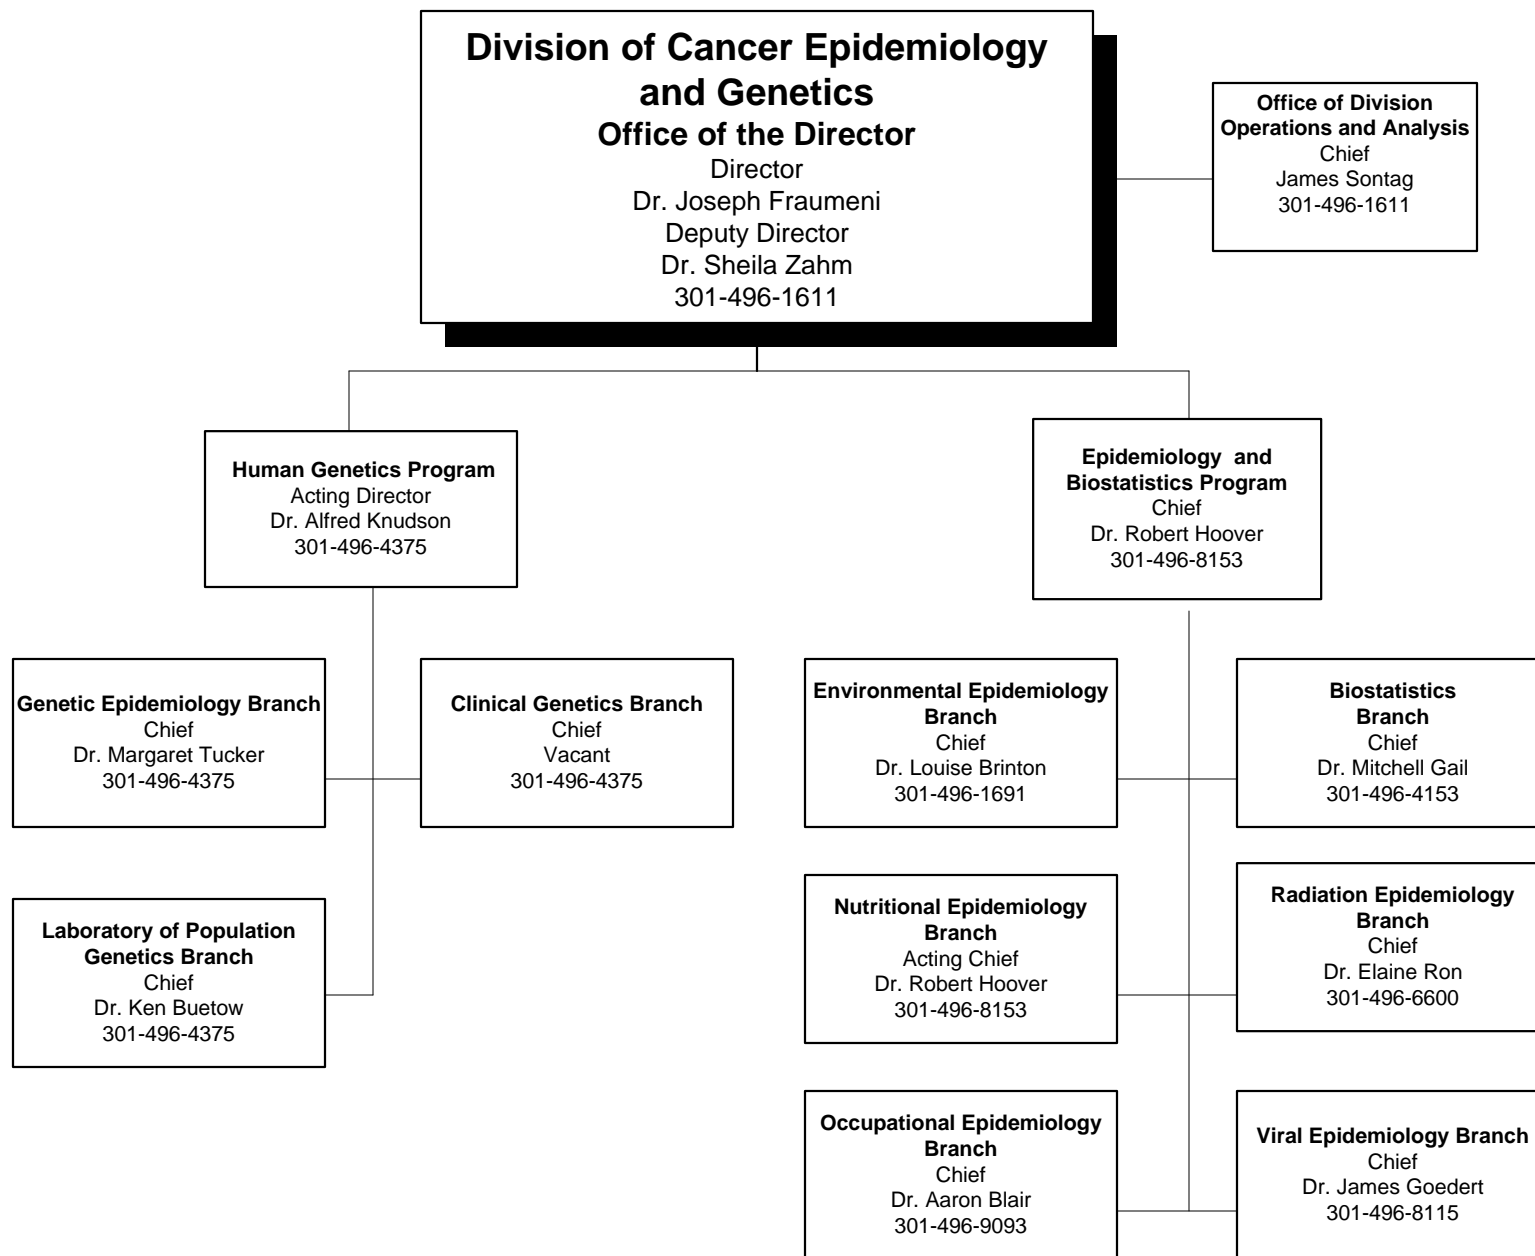 Division of Cancer Epidemiology
and Genetics
Office of the Director
Director
Dr. Joseph Fraumeni
Deputy Director
Dr. Sheila Zahm
301-496-1611
Office of Division
Operations and Analysis
Chief
James Sontag
301-496-1611
Human Genetics Program
Acting Director
Dr. Alfred Knudson
301-496-4375
Epidemiology and
Biostatistics Program
Chief
Dr. Robert Hoover
301-496-8153
Genetic Epidemiology Branch
Chief
Dr. Margaret Tucker
301-496-4375
Clinical Genetics Branch
Chief
Vacant
301-496-4375
Environmental Epidemiology
Branch
Chief
Dr. Louise Brinton
301-496-1691
Biostatistics
Branch
Chief
Dr. Mitchell Gail
301-496-4153
Laboratory of Population
Genetics Branch
Chief
Dr. Ken Buetow
301-496-4375
Nutritional Epidemiology
Branch
Acting Chief
Dr. Robert Hoover
301-496-8153
Radiation Epidemiology
Branch
Chief
Dr. Elaine Ron
301-496-6600
Occupational Epidemiology
Branch
Chief
Dr. Aaron Blair
301-496-9093
Viral Epidemiology Branch
Chief
Dr. James Goedert
301-496-8115